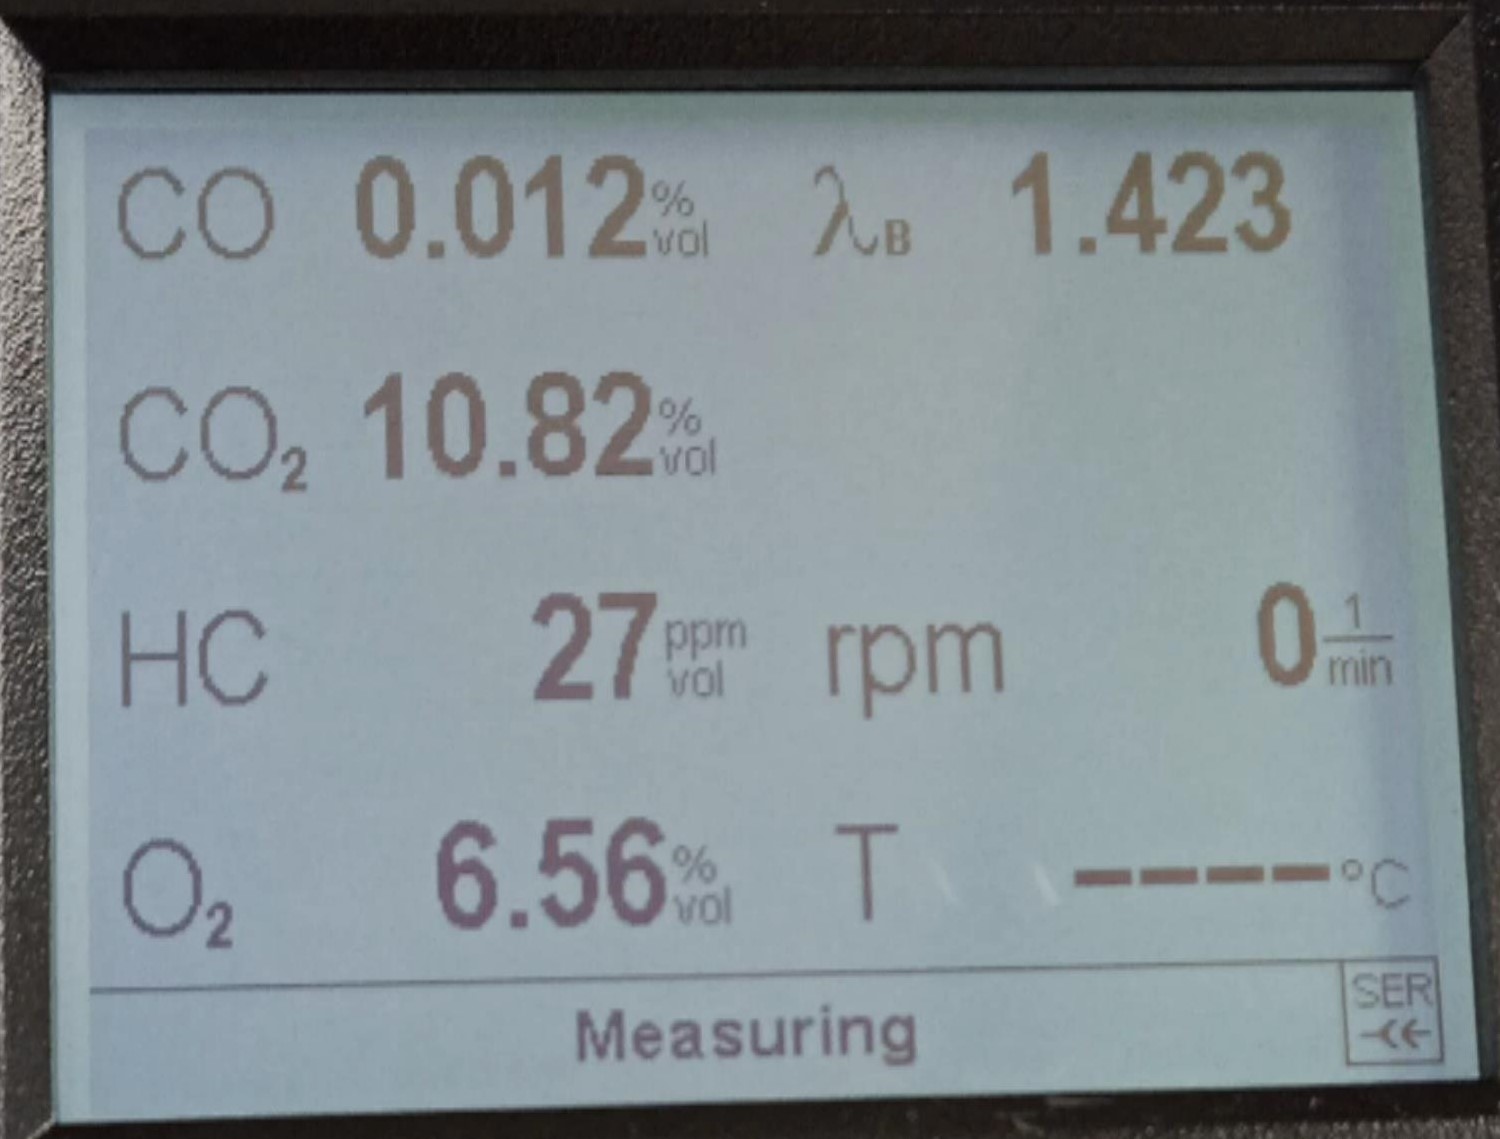 CO 0.012 % vol λB 1.423
CO₂ 10.82 % vol
HC 27 ppm vol rpm 0 1/min
O₂ 6.56 % vol T ---- °C
Measuring
SER